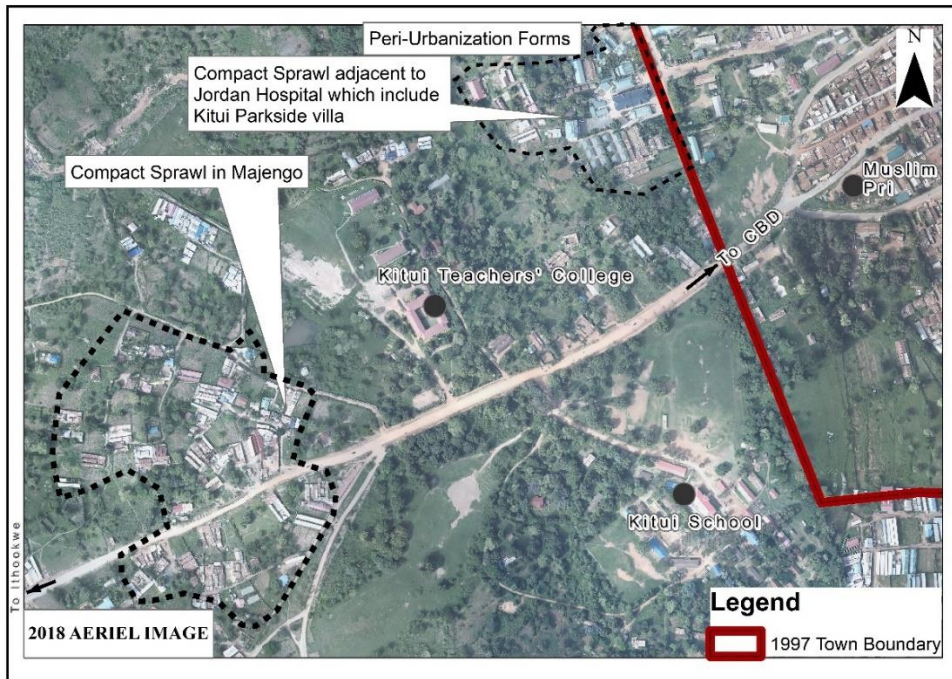 Peri-Urbanization Forms
Compact Sprawl adjacent to
Jordan Hospital which include
Kitui Parkside villa
N
Compact Sprawl in Majengo
Muslim
Pri
To CBD
Kitui Teachers' College
Kitui School
To Ithookwe
2018 AERIEL IMAGE
Legend
1997 Town Boundary